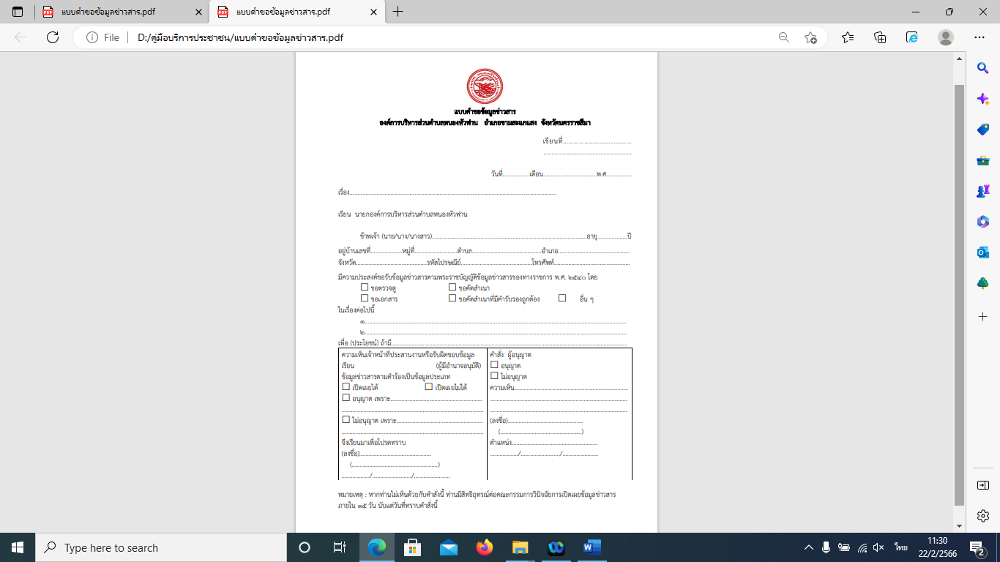 แบบคำขอข้อมูลข่าวสาร.pdf
แบบคำขอข้อมูลข่าวสาร.pdf
File
D:/คู่มือบริการประชาชน/แบบคำขอข้อมูลข่าวสาร.pdf
แบบคำขอข้อมูลข่าวสาร
องค์การบริหารส่วนตำบลหนองหัวฟาน อำเภอขามสะแกแสง จังหวัดนครราชสีมา
เขียนที่........................................
........................................................
วันที่.................เดือน..................................พ.ศ................
เรื่อง....................................................................................................................................
เรียน นายกองค์การบริหารส่วนตำบลหนองหัวฟาน
ข้าพเจ้า (นาย/นาง/นางสาว)....................................................................................................อายุ....................ปี
อยู่บ้านเลขที่....................หมู่ที่...........................ตำบล.............................................อำเภอ..............................................
จังหวัด..............................................รหัสไปรษณีย์..............................................โทรศัพท์.................................................
มีความประสงค์ขอรับข้อมูลข่าวสารตามพระราชบัญญัติข้อมูลข่าวสารของทางราชการ พ.ศ. ๒๕๔๐ โดย
☐ ขอตรวจดู ☐ ขอคัดสำเนา
☐ ขอเอกสาร ☐ ขอคัดสำเนาที่มีคำรับรองถูกต้อง ☐ อื่น ๆ
ในเรื่องต่อไปนี้
๑......................................................................................................................................................................
๒......................................................................................................................................................................
เพื่อ (ประโยชน์) ถ้ามี......................................................................................................................................................
ความเห็นเจ้าหน้าที่ประสานงานหรือรับผิดชอบข้อมูล
เรียน (ผู้มีอำนาจอนุมัติ)
ข้อมูลข่าวสารตามคำร้องเป็นข้อมูลประเภท
☐ เปิดเผยได้ ☐ เปิดเผยไม่ได้
☐ อนุญาต เพราะ...........................................................
..........................................................................................
☐ ไม่อนุญาต เพราะ.......................................................
..........................................................................................
จึงเรียนมาเพื่อโปรดทราบ
(ลงชื่อ).............................................
(.......................................................)
................../........................./.......................
คำสั่ง ผู้อนุญาต
☐ อนุญาต
☐ ไม่อนุญาต
ความเห็น.........................................................................
........................................................................................
........................................................................................
(ลงชื่อ)................................................
(....................................................)
ตำแหน่ง.......................................................
................../........................./.......................
หมายเหตุ : หากท่านไม่เห็นด้วยกับคำสั่งนี้ ท่านมีสิทธิอุทธรณ์ต่อคณะกรรมการวินิจฉัยการเปิดเผยข้อมูลข่าวสาร
ภายใน ๑๕ วัน นับแต่วันที่ทราบคำสั่งนี้
Type here to search
ไทย
11:30
22/2/2566
2